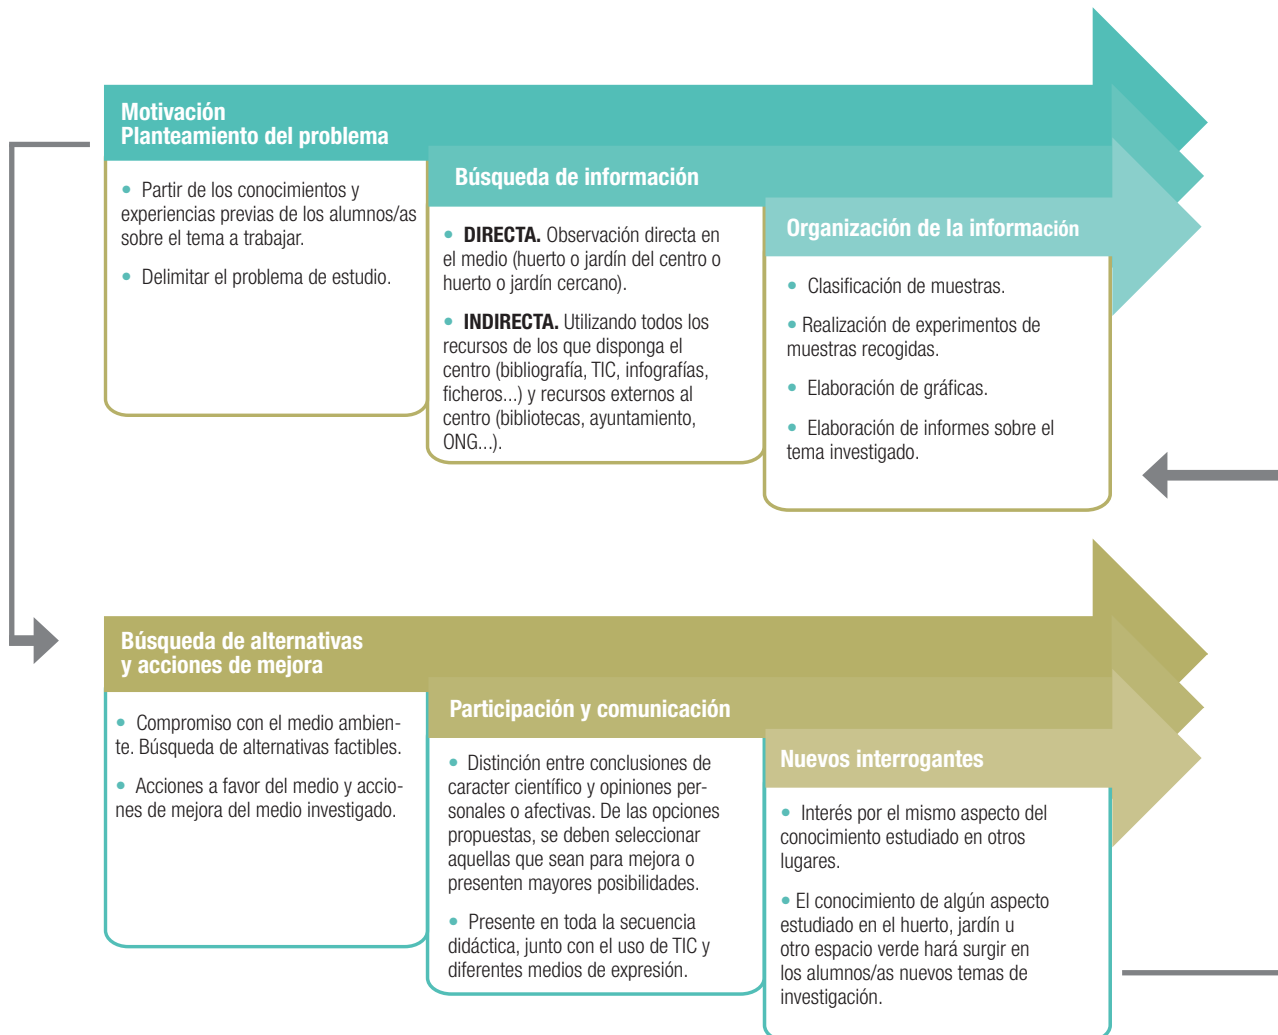 Motivación
Planteamiento del problema
• Partir de los conocimientos y
experiencias previas de los alumnos/as
sobre el tema a trabajar.
• Delimitar el problema de estudio.
Búsqueda de información
• DIRECTA. Observación directa en
el medio (huerto o jardín del centro o
huerto o jardín cercano).
• INDIRECTA. Utilizando todos los
recursos de los que disponga el
centro (bibliografía, TIC, infografías,
ficheros...) y recursos externos al
centro (bibliotecas, ayuntamiento,
ONG...).
Organización de la información
• Clasificación de muestras.
• Realización de experimentos de
muestras recogidas.
• Elaboración de gráficas.
• Elaboración de informes sobre el
tema investigado.
Búsqueda de alternativas
y acciones de mejora
• Compromiso con el medio ambien-
te. Búsqueda de alternativas factibles.
• Acciones a favor del medio y accio-
nes de mejora del medio investigado.
Participación y comunicación
• Distinción entre conclusiones de
caracter científico y opiniones per-
sonales o afectivas. De las opciones
propuestas, se deben seleccionar
aquellas que sean para mejora o
presenten mayores posibilidades.
• Presente en toda la secuencia
didáctica, junto con el uso de TIC y
diferentes medios de expresión.
Nuevos interrogantes
• Interés por el mismo aspecto del
conocimiento estudiado en otros
lugares.
• El conocimiento de algún aspecto
estudiado en el huerto, jardín u
otro espacio verde hará surgir en
los alumnos/as nuevos temas de
investigación.